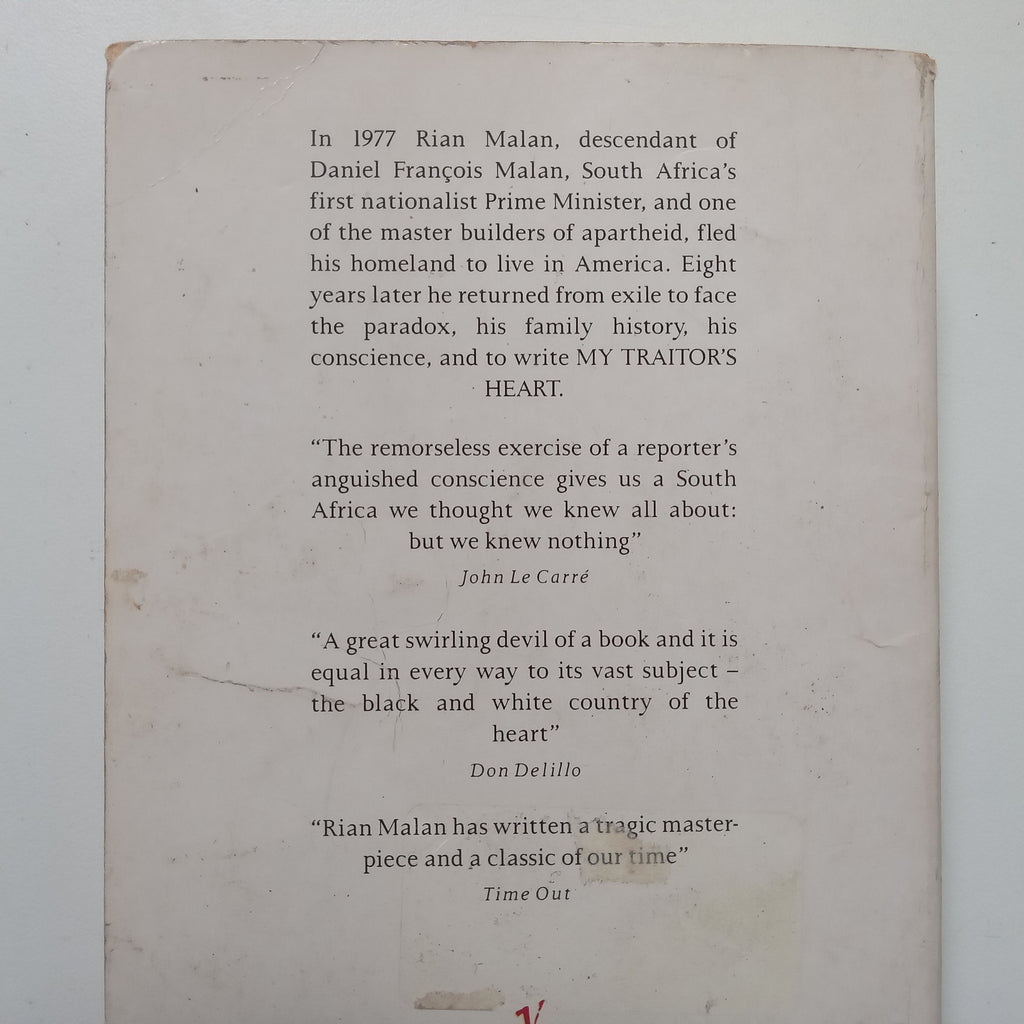 In 1977 Rian Malan, descendant of
Daniel François Malan, South Africa's
first nationalist Prime Minister, and one
of the master builders of apartheid, fled
his homeland to live in America. Eight
years later he returned from exile to face
the paradox, his family history, his
conscience, and to write MY TRAITOR'S
HEART.
“The remorseless exercise of a reporter's
anguished conscience gives us a South
Africa we thought we knew all about:
but we knew nothing”
John Le Carré
“A great swirling devil of a book and it is
equal in every way to its vast subject –
the black and white country of the
heart”
Don Delillo
“Rian Malan has written a tragic master-
piece and a classic of our time”
Time Out